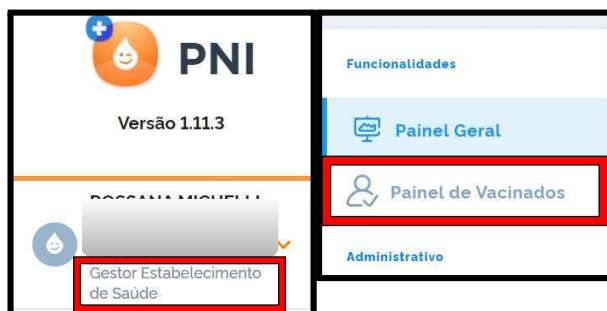 PNI
Versão 1.11.3
Gestor Estabelecimento
de Saúde
Funcionalidades
Painel Geral
Painel de Vacinados
Administrativo